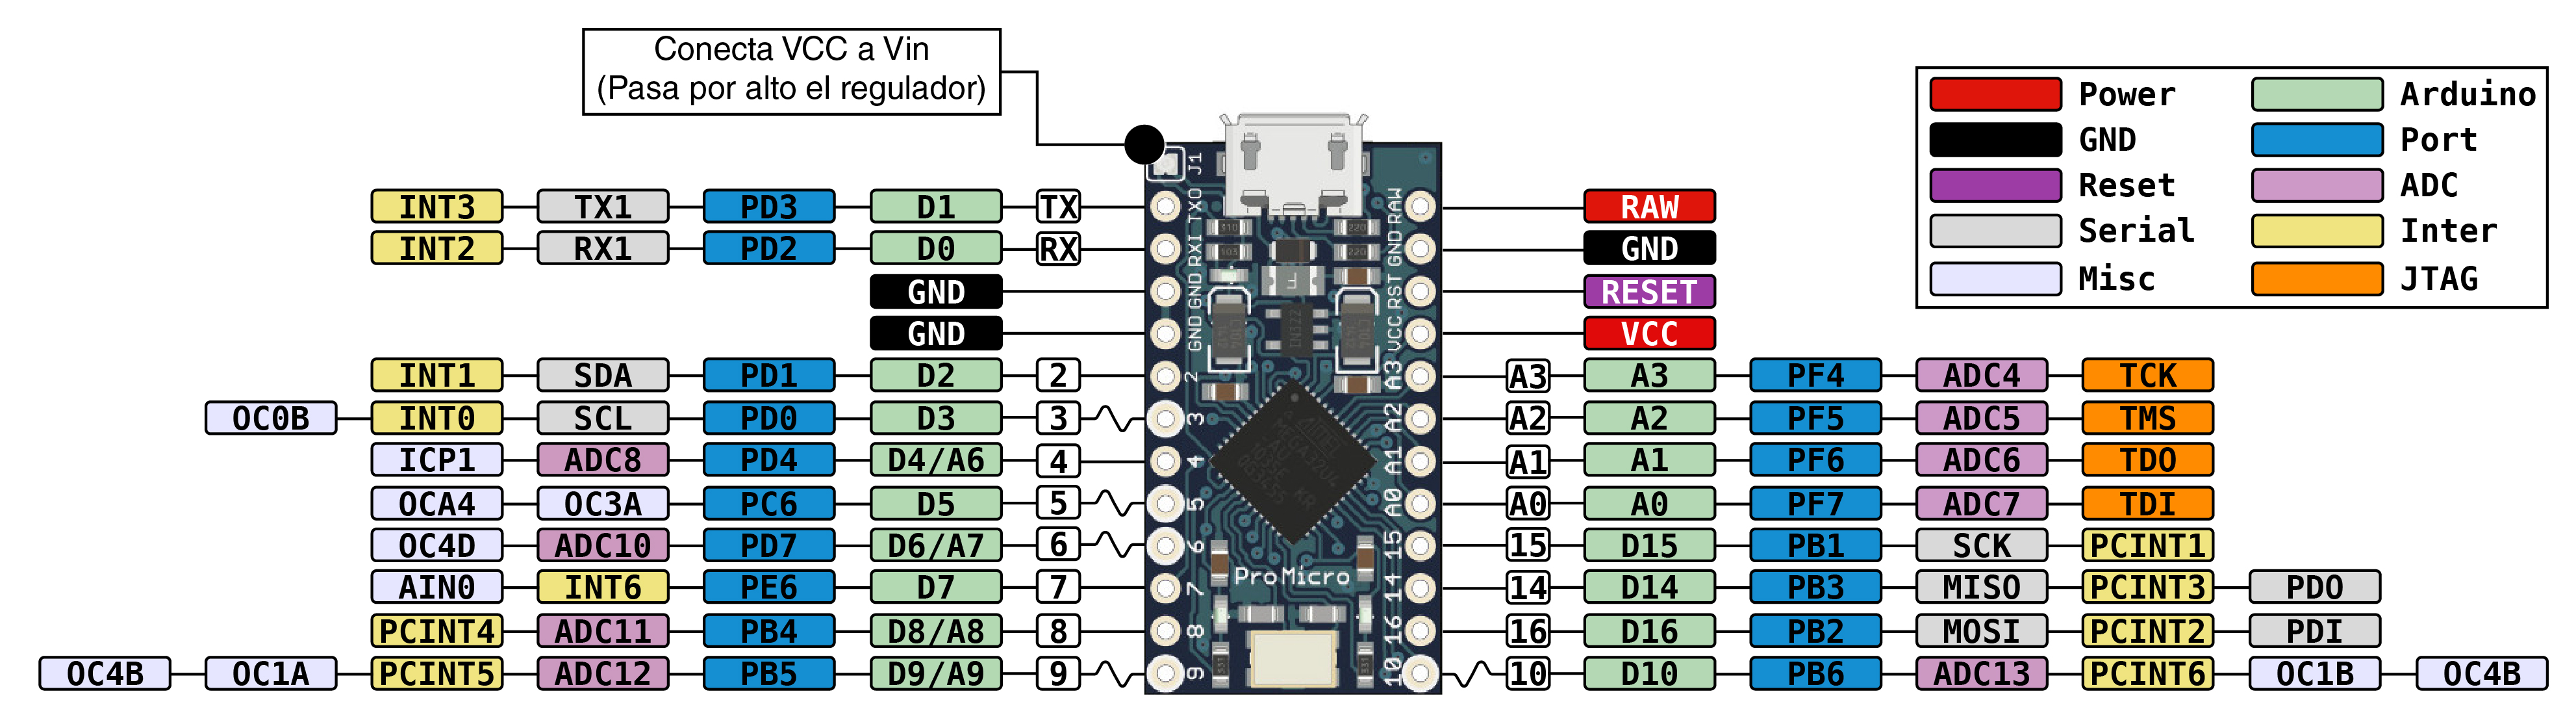 Conecta VCC a Vin
(Pasa por alto el regulador)
Power Arduino
GND Port
Reset ADC
Serial Inter
Misc JTAG
J1
INT3 TX1 PD3 D1 TX TXO RAW RAW
INT2 RX1 PD2 D0 RX RXI GND GND
GND GND RST RESET
GND GND VCC VCC
INT1 SDA PD1 D2 2 2 A3 A3 A3 PF4 ADC4 TCK
OC0B INT0 SCL PD0 D3 3 3 A2 A2 A2 PF5 ADC5 TMS
ICP1 ADC8 PD4 D4/A6 4 4 A1 A1 A1 PF6 ADC6 TDO
OCA4 OC3A PC6 D5 5 5 A0 A0 A0 PF7 ADC7 TDI
OC4D ADC10 PD7 D6/A7 6 6 15 15 D15 PB1 SCK PCINT1
AIN0 INT6 PE6 D7 7 7 ProMicro 14 14 D14 PB3 MISO PCINT3 PDO
PCINT4 ADC11 PB4 D8/A8 8 8 16 16 D16 PB2 MOSI PCINT2 PDI
OC4B OC1A PCINT5 ADC12 PB5 D9/A9 9 9 10 10 D10 PB6 ADC13 PCINT6 OC1B OC4B